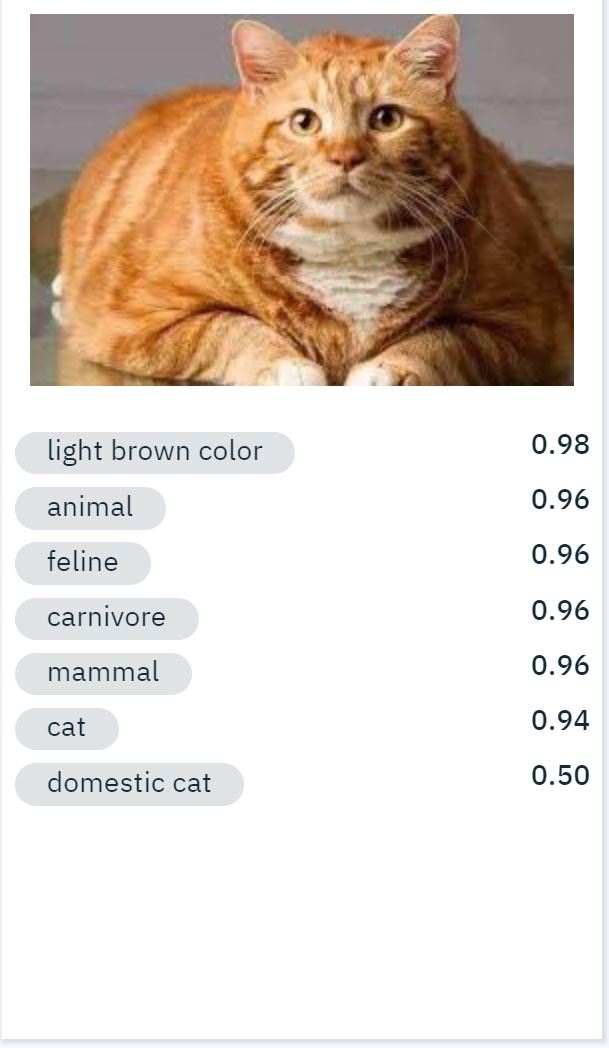 light brown color 0.98
animal 0.96
feline 0.96
carnivore 0.96
mammal 0.96
cat 0.94
domestic cat 0.50